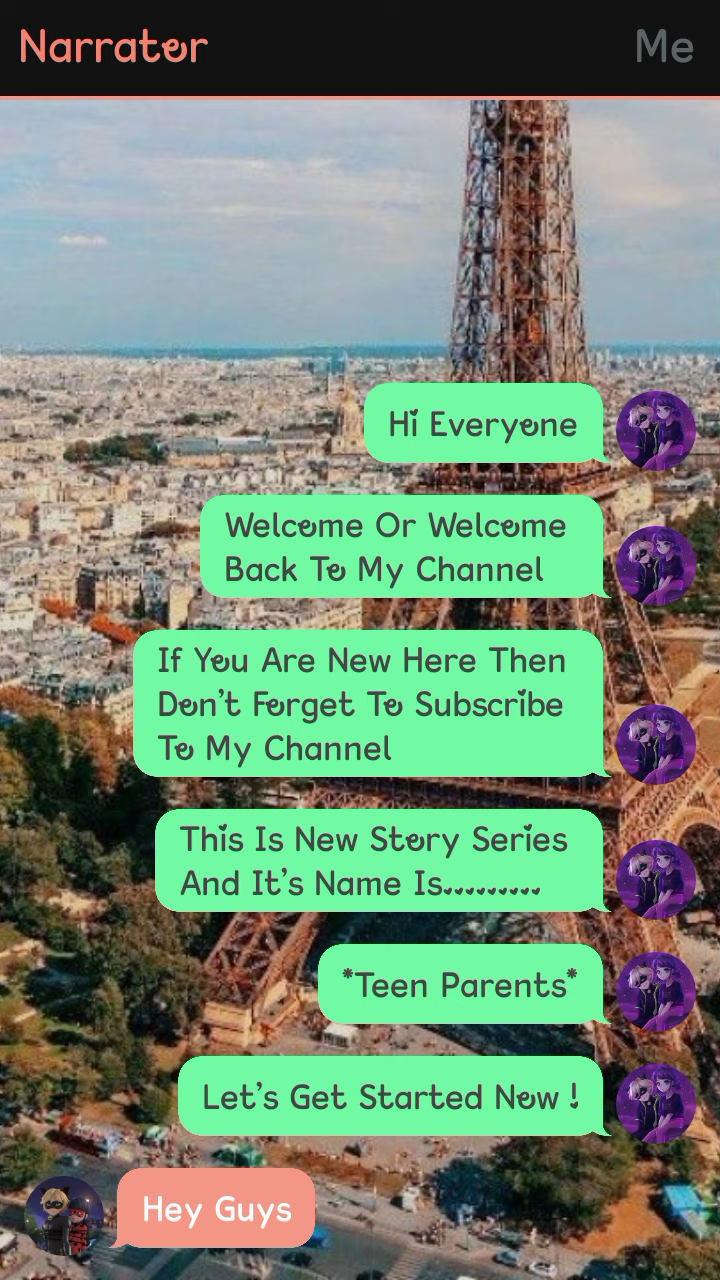 Narrator
Me
Hi Everyone
Welcome Or Welcome
Back To My Channel
If You Are New Here Then
Don't Forget To Subscribe
To My Channel
This Is New Story Series
And It's Name Is.........
*Teen Parents*
Let's Get Started Now !
Hey Guys